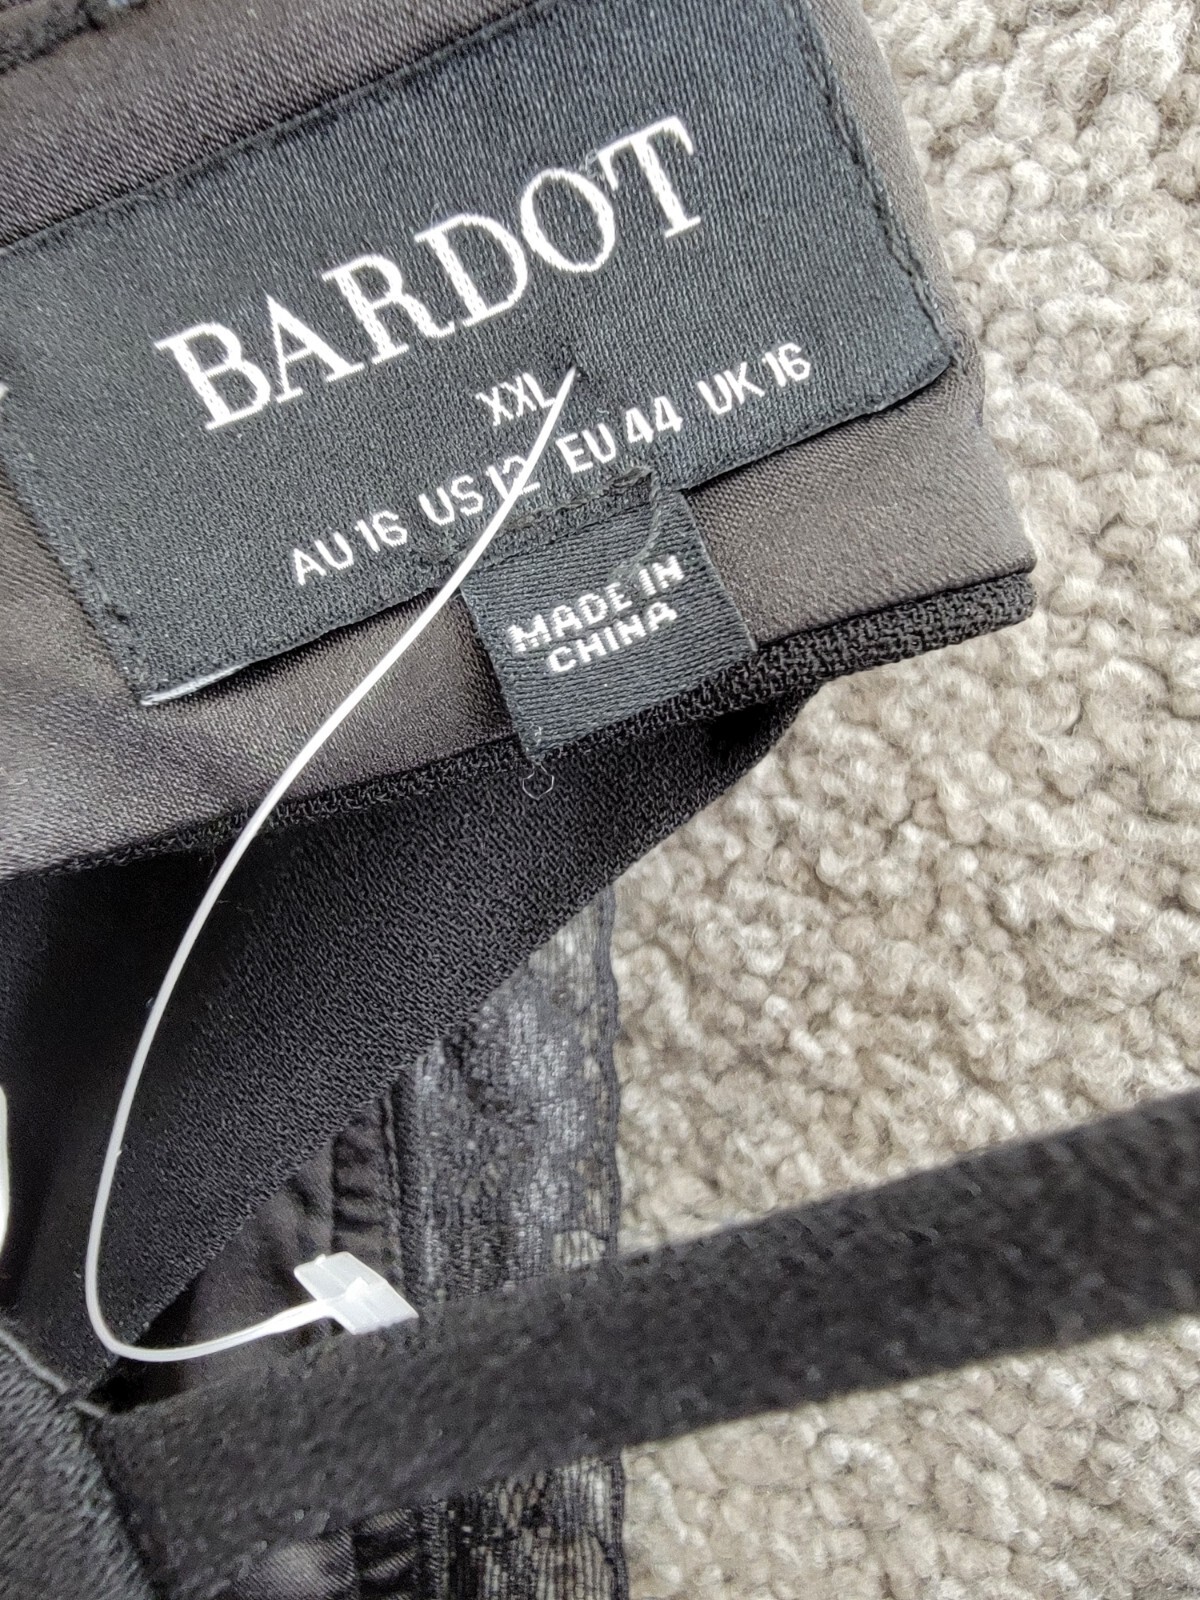 BARDOT
XXL
AU 16 US 12 EU 44 UK 16
MADE IN
CHINA